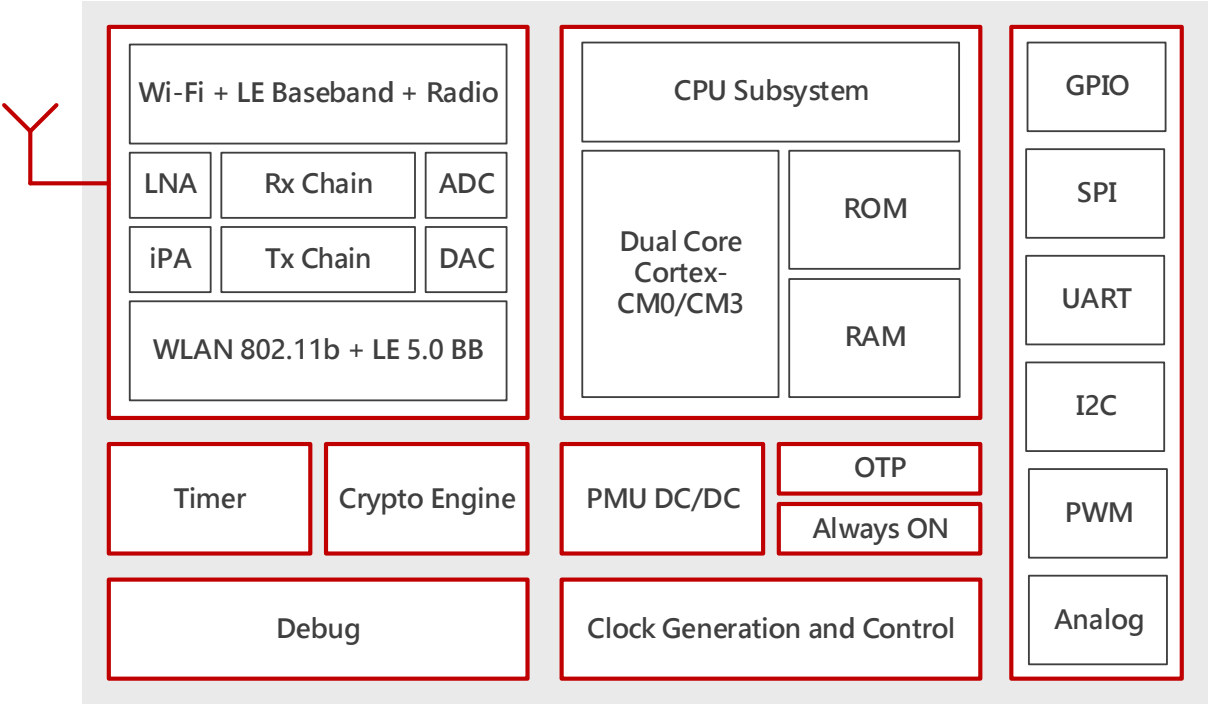 Wi-Fi + LE Baseband + Radio
LNA
Rx Chain
ADC
iPA
Tx Chain
DAC
WLAN 802.11b + LE 5.0 BB
CPU Subsystem
Dual Core
Cortex-
CM0/CM3
ROM
RAM
GPIO
SPI
UART
I2C
PWM
Analog
Timer
Crypto Engine
PMU DC/DC
OTP
Always ON
Debug
Clock Generation and Control